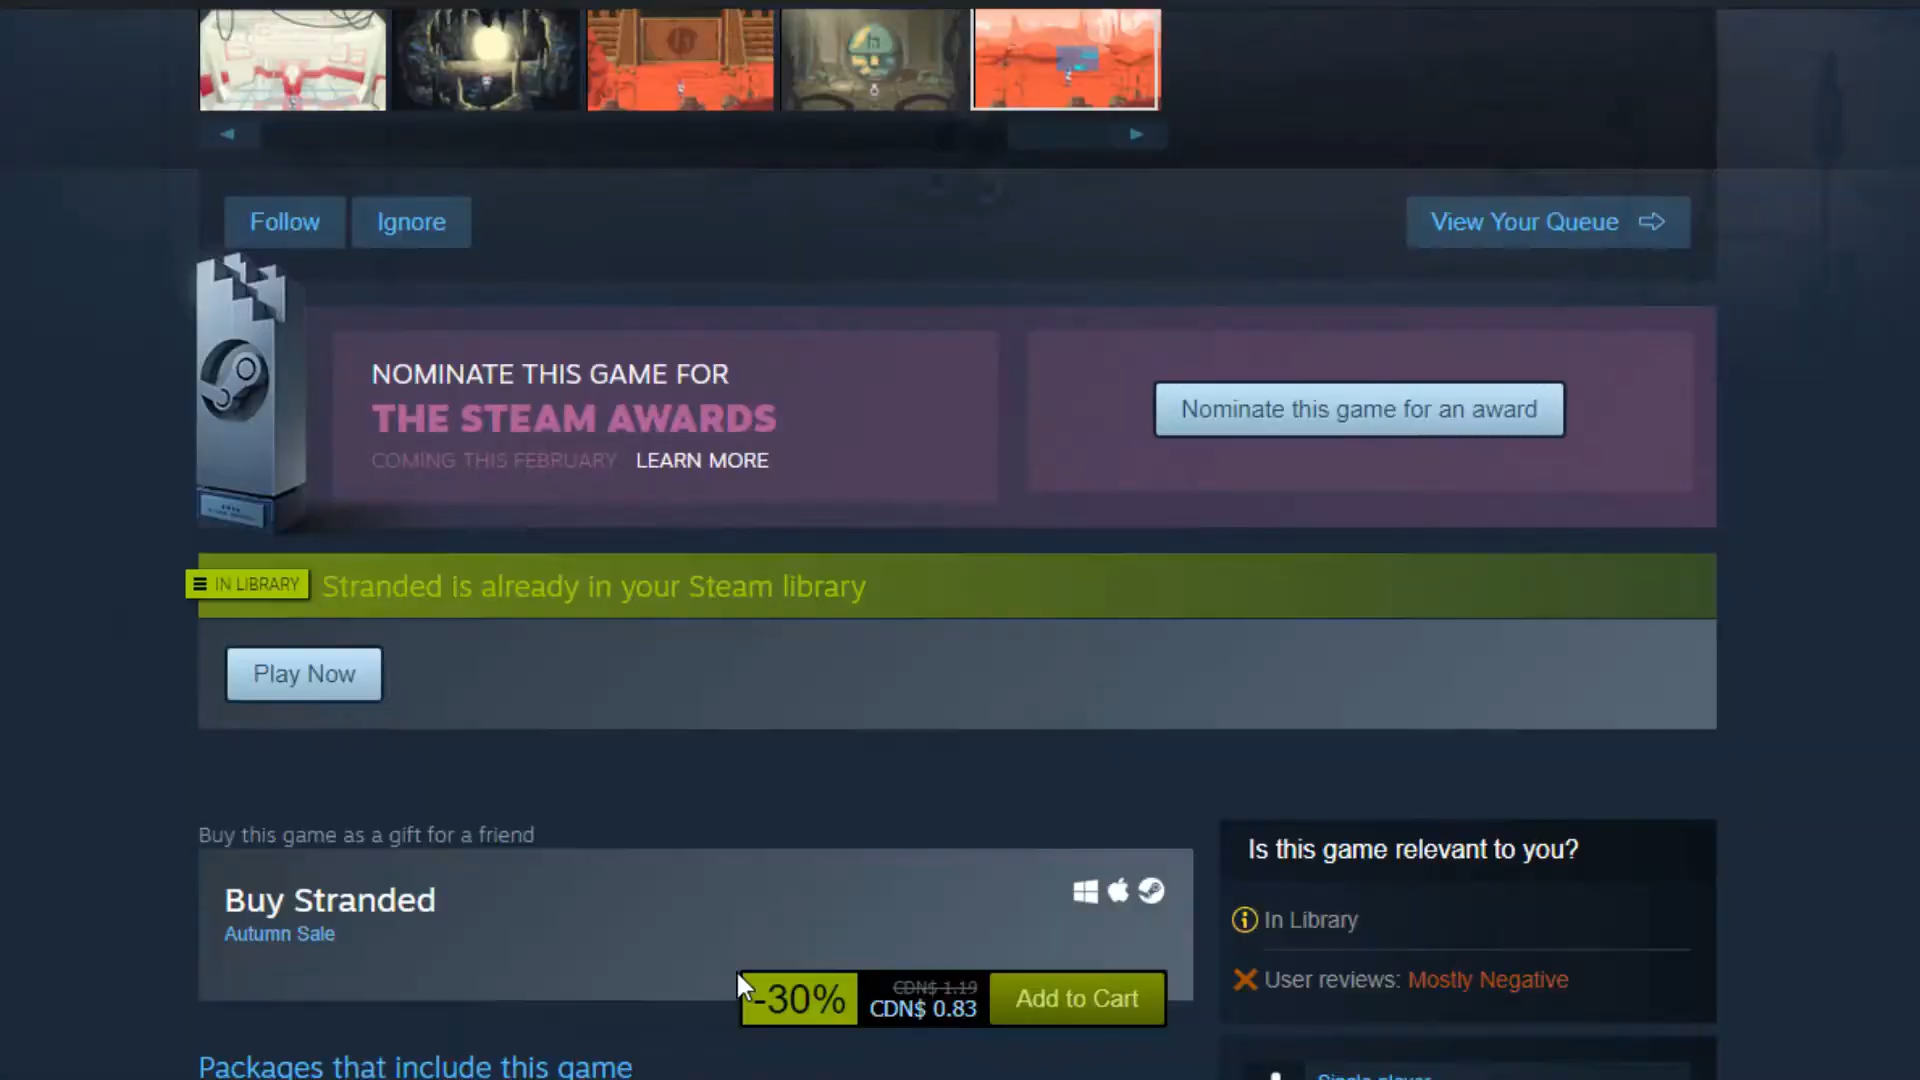 Follow
Ignore
View Your Queue
NOMINATE THIS GAME FOR
THE STEAM AWARDS
COMING THIS FEBRUARY LEARN MORE
Nominate this game for an award
IN LIBRARY
Stranded is already in your Steam library
Play Now
Buy this game as a gift for a friend
Is this game relevant to you?
Buy Stranded
Autumn Sale
In Library
User reviews: Mostly Negative
-30%
CDN$ 1.19
CDN$ 0.83
Add to Cart
Packages that include this game
Single-player